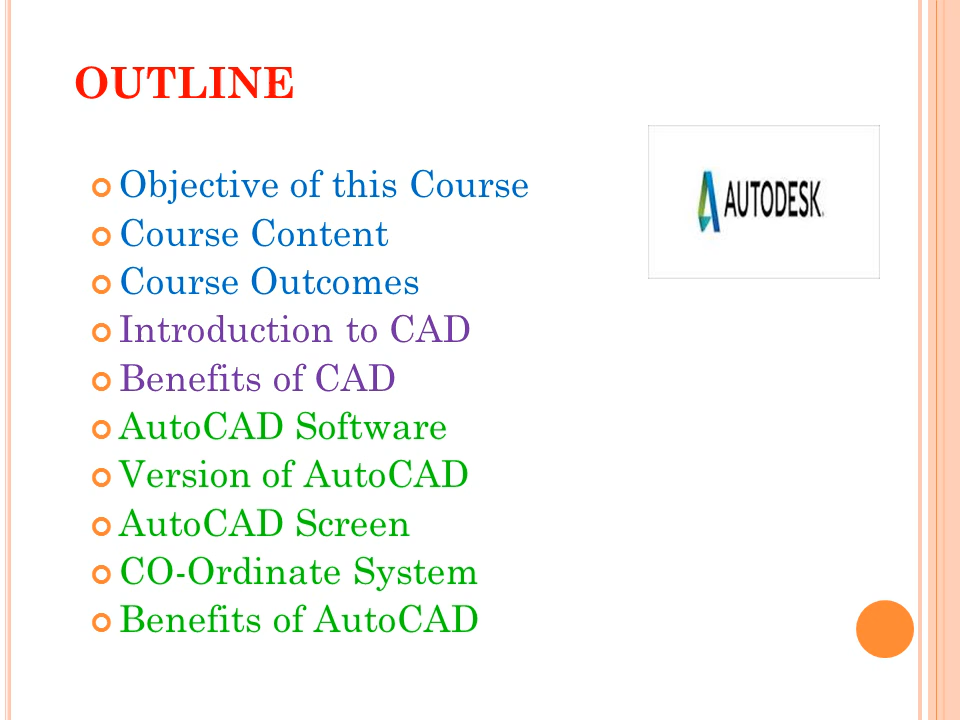 OUTLINE
Objective of this Course
AUTODESK.
Course Content
Course Outcomes
Introduction to CAD
Benefits of CAD
AutoCAD Software
Version of AutoCAD
AutoCAD Screen
CO-Ordinate System
Benefits of AutoCAD